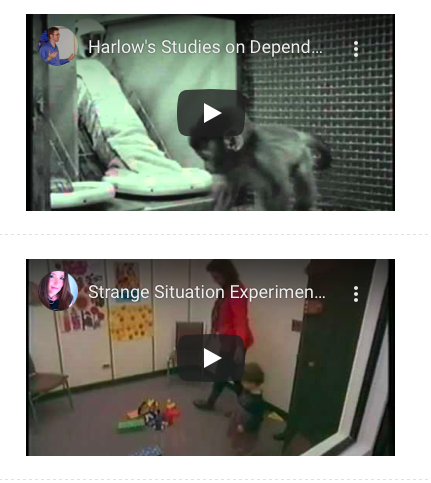 Harlow's Studies on Depend...
Strange Situation Experimen...